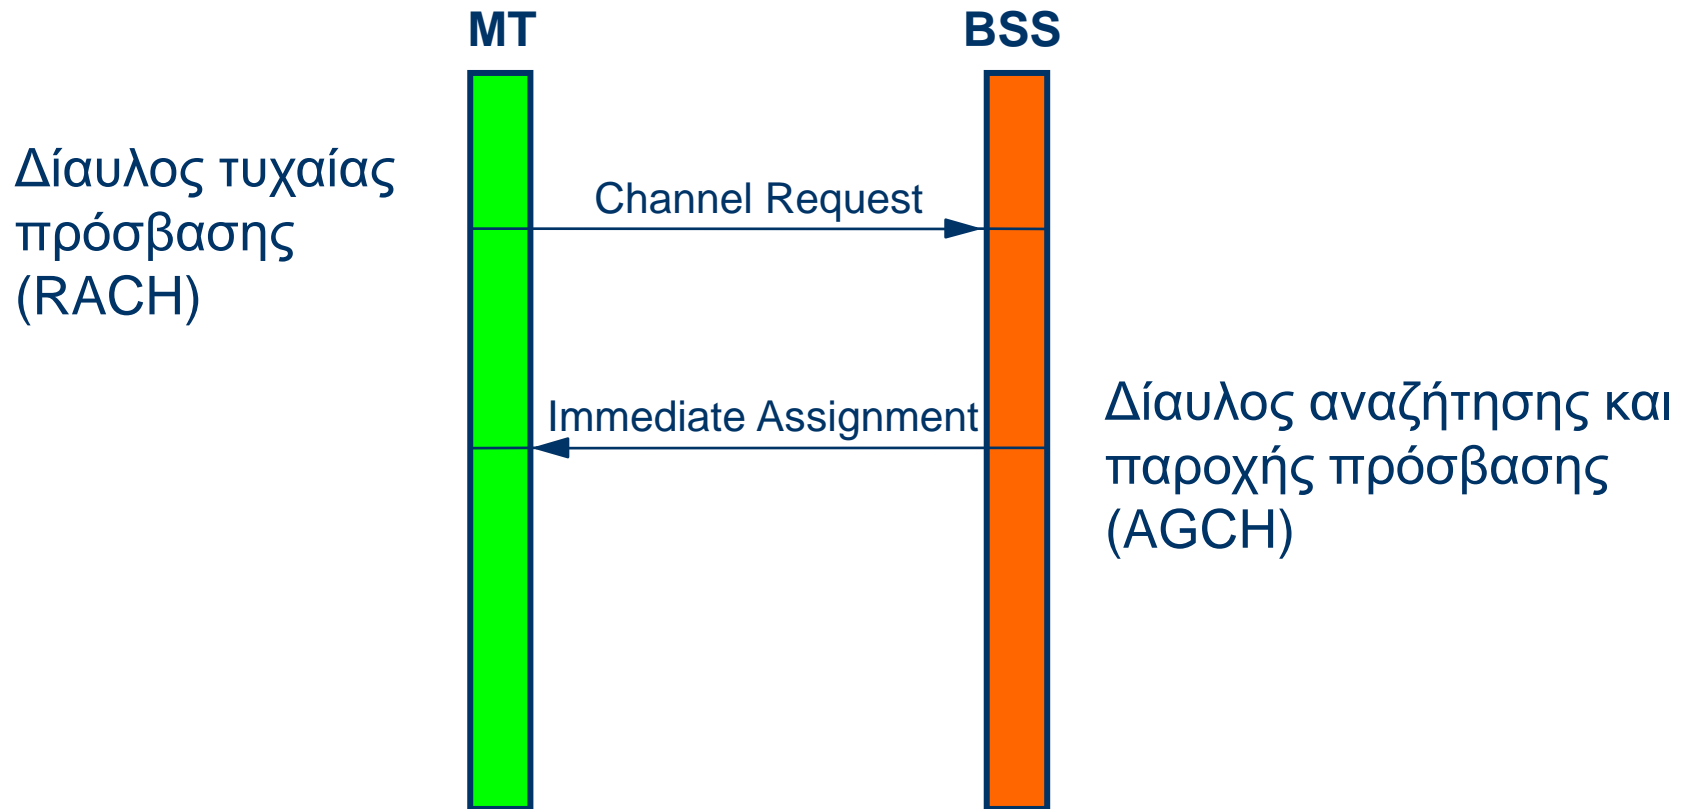 MT
BSS
Δίαυλος τυχαίας
πρόσβασης
(RACH)
Channel Request
Immediate Assignment
Δίαυλος αναζήτησης και
παροχής πρόσβασης
(AGCH)